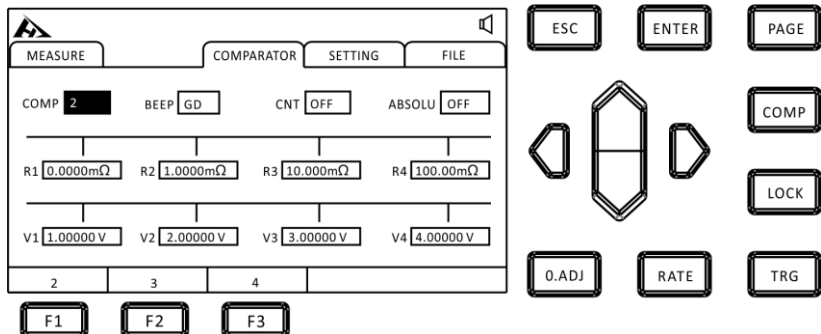 MEASURE COMPARATOR SETTING FILE
COMP 2 BEEP GD CNT OFF ABSOLU OFF
R1 0.0000mΩ R2 1.0000mΩ R3 10.000mΩ R4 100.00mΩ
V1 1.00000 V V2 2.00000 V V3 3.00000 V V4 4.00000 V
2 3 4
F1 F2 F3
ESC ENTER PAGE
COMP
LOCK
0.ADJ RATE TRG